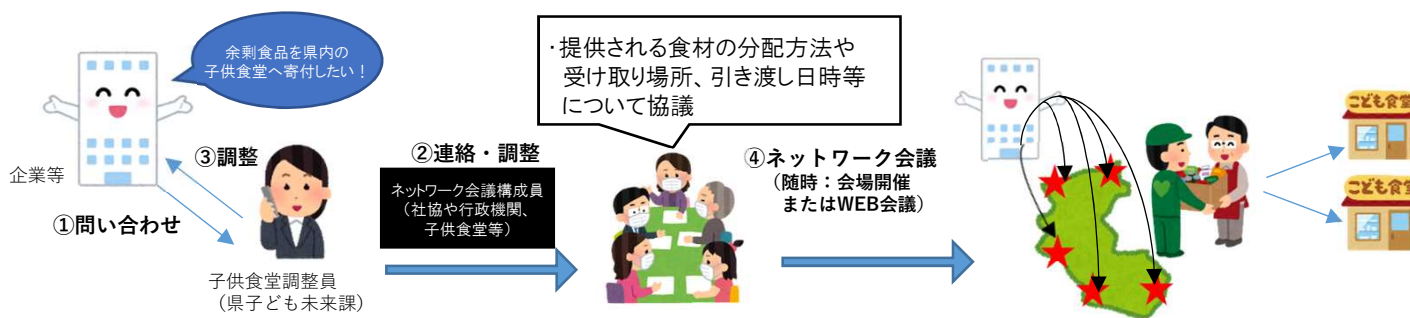 余剰食品を県内の
子供食堂へ寄付したい！
企業等
①問い合わせ
③調整
子供食堂調整員
（県子ども未来課）
②連絡・調整
ネットワーク会議構成員
（社協や行政機関、
子供食堂等）
・提供される食材の分配方法や
受け取り場所、引き渡し日時等
について協議
④ネットワーク会議
（随時：会場開催
またはWEB会議）
こども食堂
こども食堂